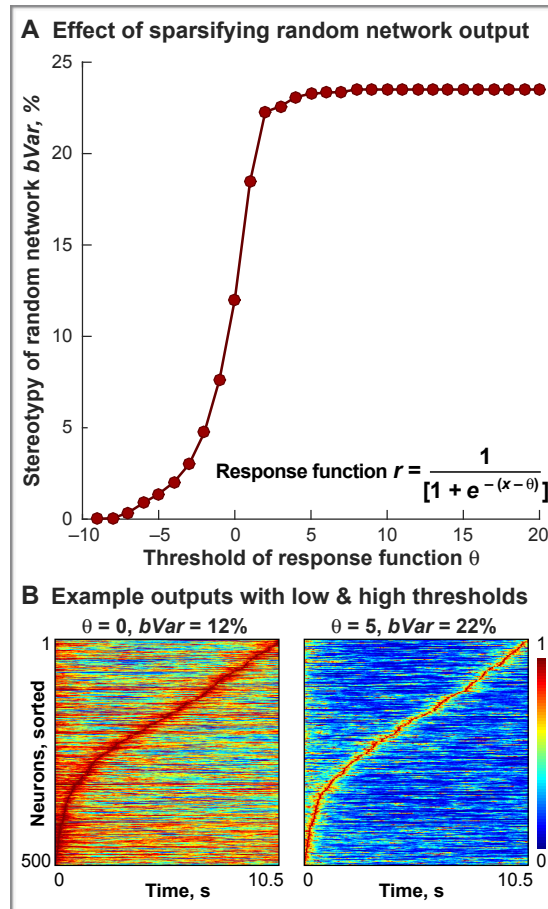 A Effect of sparsifying random network output
Stereotypy of random network bVar, %
25
20
15
10
5
0
–10 –5 0 5 10 15 20
Threshold of response function θ
Response function r = 1 / [1 + e –(x – θ)]
B Example outputs with low & high thresholds
θ = 0, bVar = 12% θ = 5, bVar = 22%
Neurons, sorted
1
500
0 10.5
Time, s
1
0 10.5
Time, s
1
0